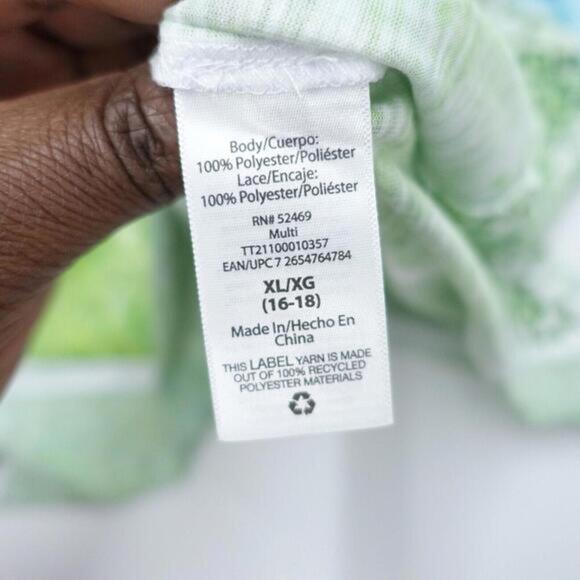 Body/Cuerpo:
100% Polyester/Poliéster
Lace/Encaje:
100% Polyester/Poliéster
RN# 52469
Multi
TT21100010357
EAN/UPC 7 2654764784
XL/XG
(16-18)
Made In/Hecho En
China
THIS LABEL YARN IS MADE
OUT OF 100% RECYCLED
POLYESTER MATERIALS